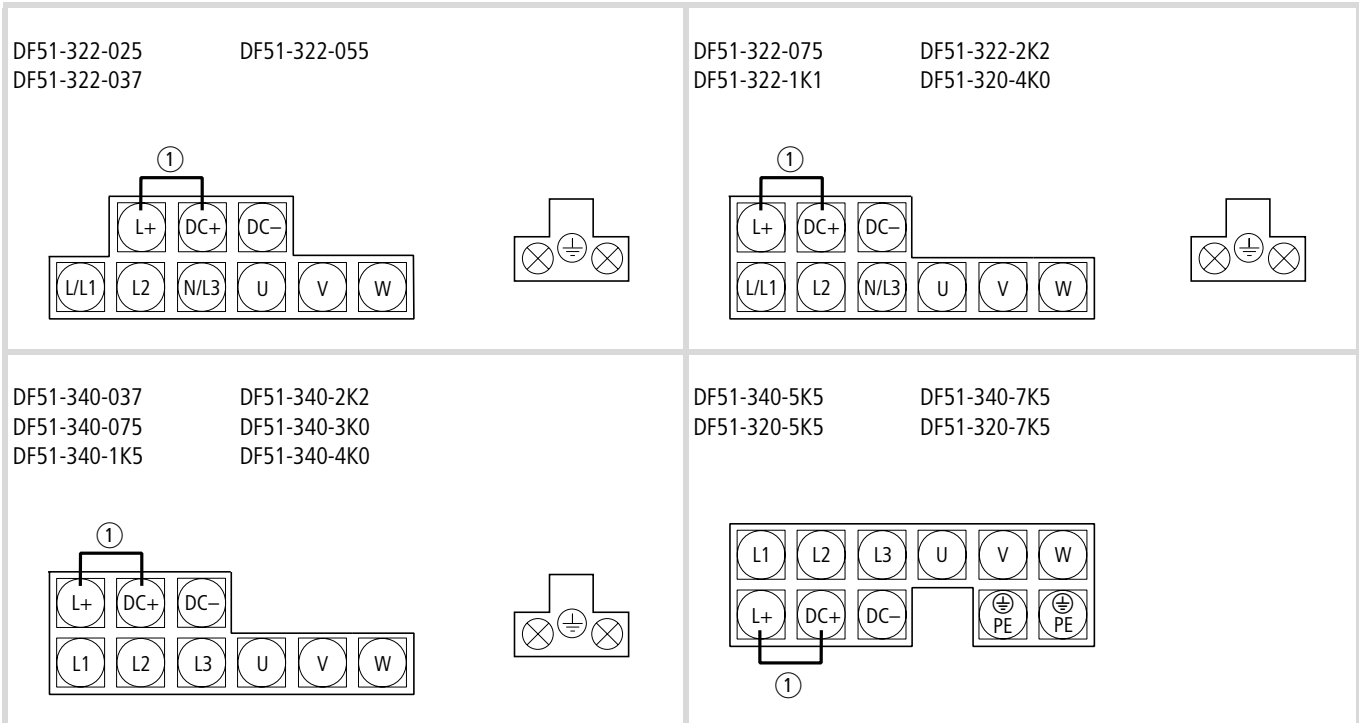 DF51-322-025 DF51-322-055
DF51-322-037
1
L+ DC+ DC–
L/L1 L2 N/L3 U V W
DF51-322-075 DF51-322-2K2
DF51-322-1K1 DF51-320-4K0
1
L+ DC+ DC–
L/L1 L2 N/L3 U V W
DF51-340-037 DF51-340-2K2
DF51-340-075 DF51-340-3K0
DF51-340-1K5 DF51-340-4K0
1
L+ DC+ DC–
L1 L2 L3 U V W
DF51-340-5K5 DF51-340-7K5
DF51-320-5K5 DF51-320-7K5
L1 L2 L3 U V W
L+ DC+ DC– PE PE
1